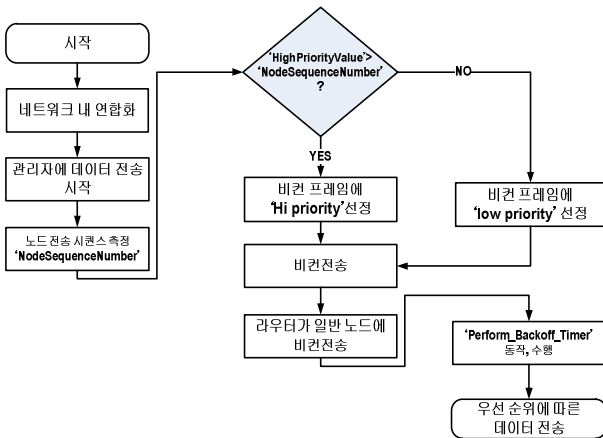 시작
네트워크 내 연합화
관리자에 데이터 전송
시작
노드 전송 시퀀스 측정
‘NodeSequenceNumber’
‘HighPriorityValue’>
‘NodeSequenceNumber’
?
NO
YES
비컨 프레임에
‘Hi priority’선정
비컨 프레임에
‘low priority’ 선정
비컨전송
라우터가 일반 노드에
비컨전송
‘Perform_Backoff_Timer’
동작, 수행
우선 순위에 따른
데이터 전송